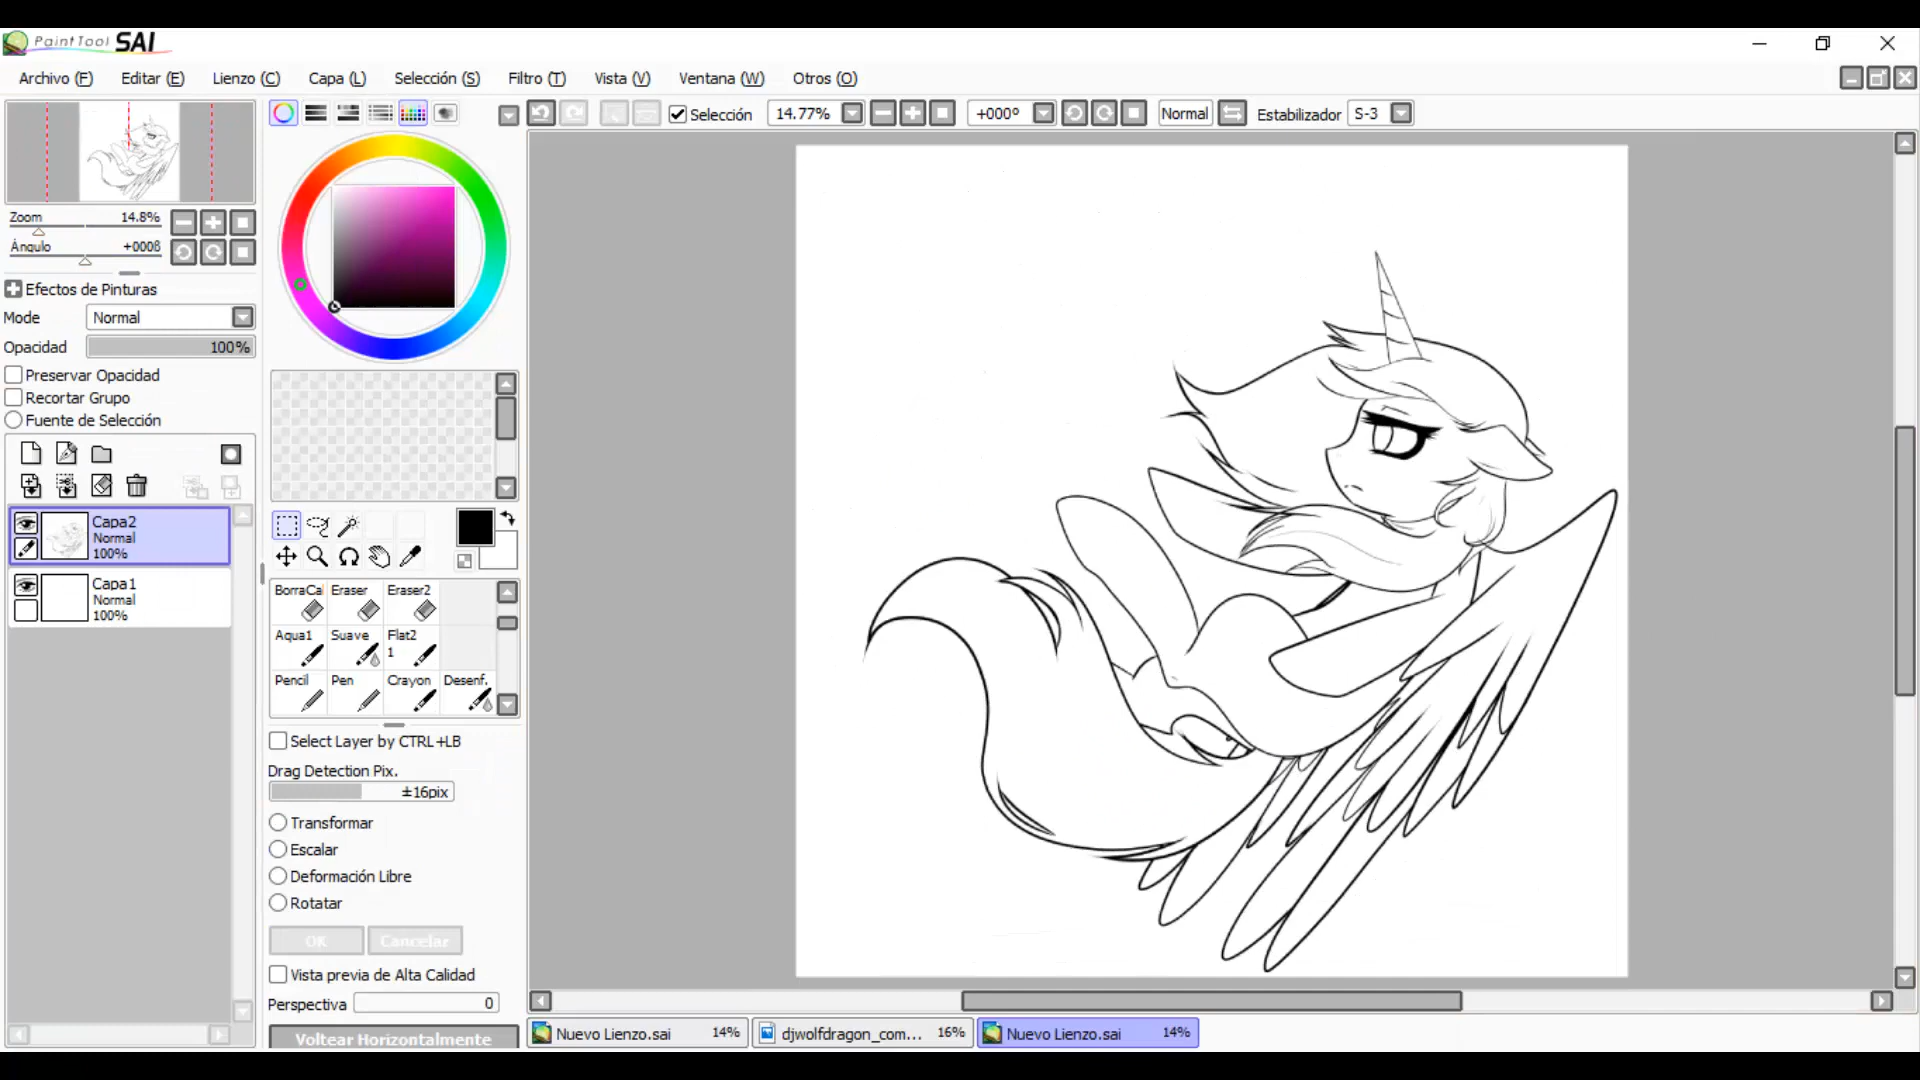 PaintTool SAI
Archivo (F) Editar (E) Lienzo (C) Capa (L) Selección (S) Filtro (T) Vista (V) Ventana (W) Otros (O)
Selección 14.77% +000º Normal Estabilizador S-3
Zoom 14.8%
Ángulo +000ß
Efectos de Pinturas
Mode Normal
Opacidad 100%
Preservar Opacidad
Recortar Grupo
Fuente de Selección
Capa2
Normal
100%
Capa1
Normal
100%
BorraCal Eraser Eraser2
Aqua1 Suave Flat2
1
Pencil Pen Crayon Desenf.
Select Layer by CTRL+LB
Drag Detection Pix.
±16pix
Transformar
Escalar
Deformación Libre
Rotatar
OK Cancelar
Vista previa de Alta Calidad
Perspectiva 0
Voltear Horizontalmente
Nuevo Lienzo.sai 14% djwolfdragon_com... 16% Nuevo Lienzo.sai 14%